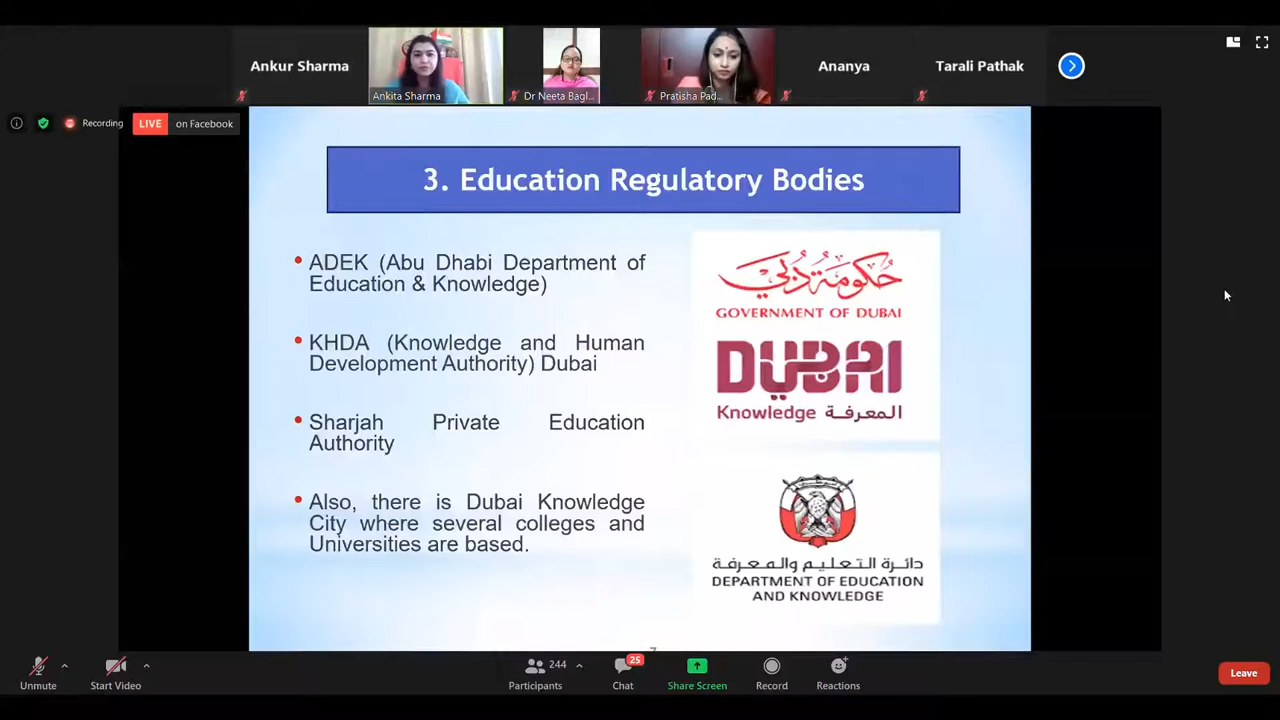 Ankur Sharma
Ankita Sharma
Dr Neeta Bagl...
Pratisha Pad...
Ananya
Tarali Pathak
Recording
LIVE on Facebook
3. Education Regulatory Bodies
• ADEK (Abu Dhabi Department of
Education & Knowledge)
• KHDA (Knowledge and Human
Development Authority) Dubai
• Sharjah Private Education
Authority
• Also, there is Dubai Knowledge
City where several colleges and
Universities are based.
حكومة دبي
GOVERNMENT OF DUBAI
DUBAI
Knowledge المعرفة
دائرة التعليم والمعرفة
DEPARTMENT OF EDUCATION
AND KNOWLEDGE
7
Unmute
Start Video
244
Participants
25
Chat
Share Screen
Record
Reactions
Leave